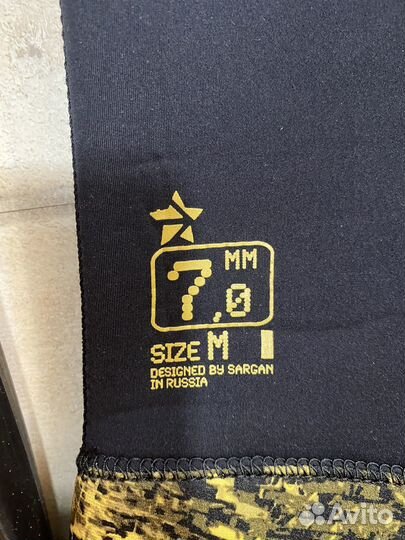 7,0 MM
SIZE M
DESIGNED BY SARGAN
IN RUSSIA
Avito